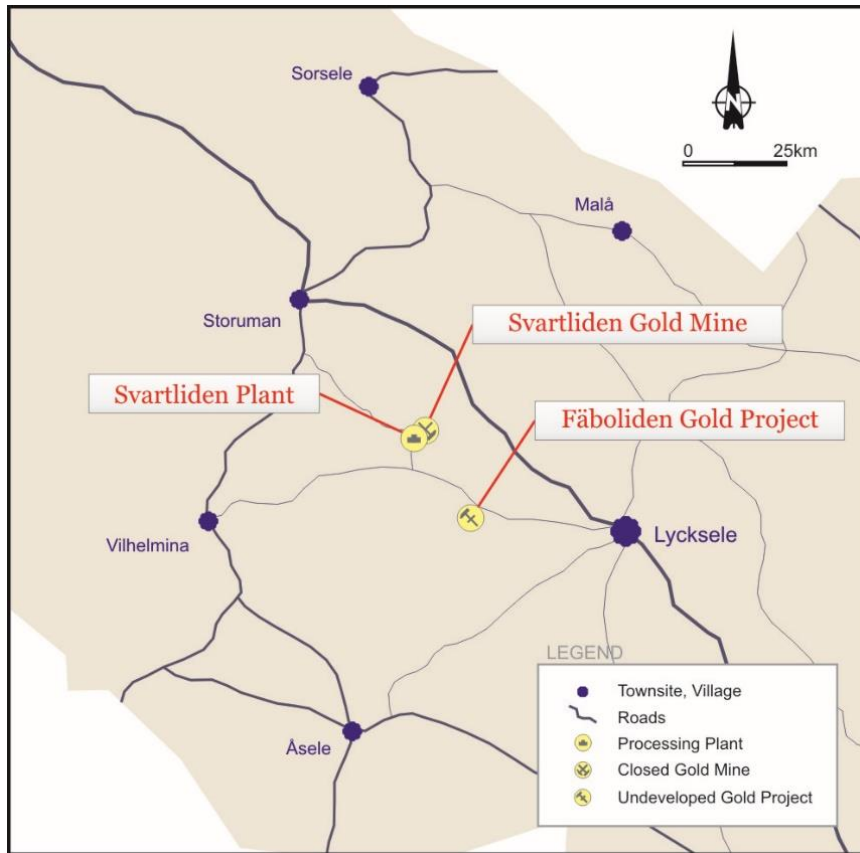 Sorsele
N
0 25km
Malå
Storuman
Svartliden Gold Mine
Svartliden Plant
Fäboliden Gold Project
Vilhelmina
Lycksele
Åsele
LEGEND
Townsite, Village
Roads
Processing Plant
Closed Gold Mine
Undeveloped Gold Project